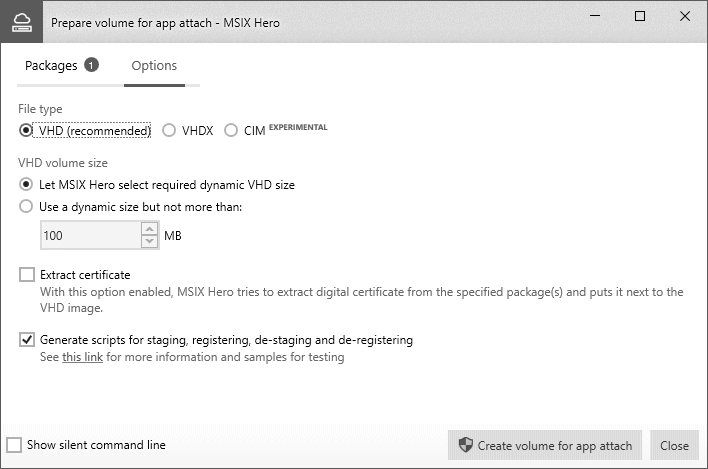 Prepare volume for app attach - MSIX Hero
Packages 1 Options
File type
VHD (recommended) VHDX CIM EXPERIMENTAL
VHD volume size
Let MSIX Hero select required dynamic VHD size
Use a dynamic size but not more than:
100 MB
Extract certificate
With this option enabled, MSIX Hero tries to extract digital certificate from the specified package(s) and puts it next to the
VHD image.
Generate scripts for staging, registering, de-staging and de-registering
See this link for more information and samples for testing
Show silent command line Create volume for app attach Close